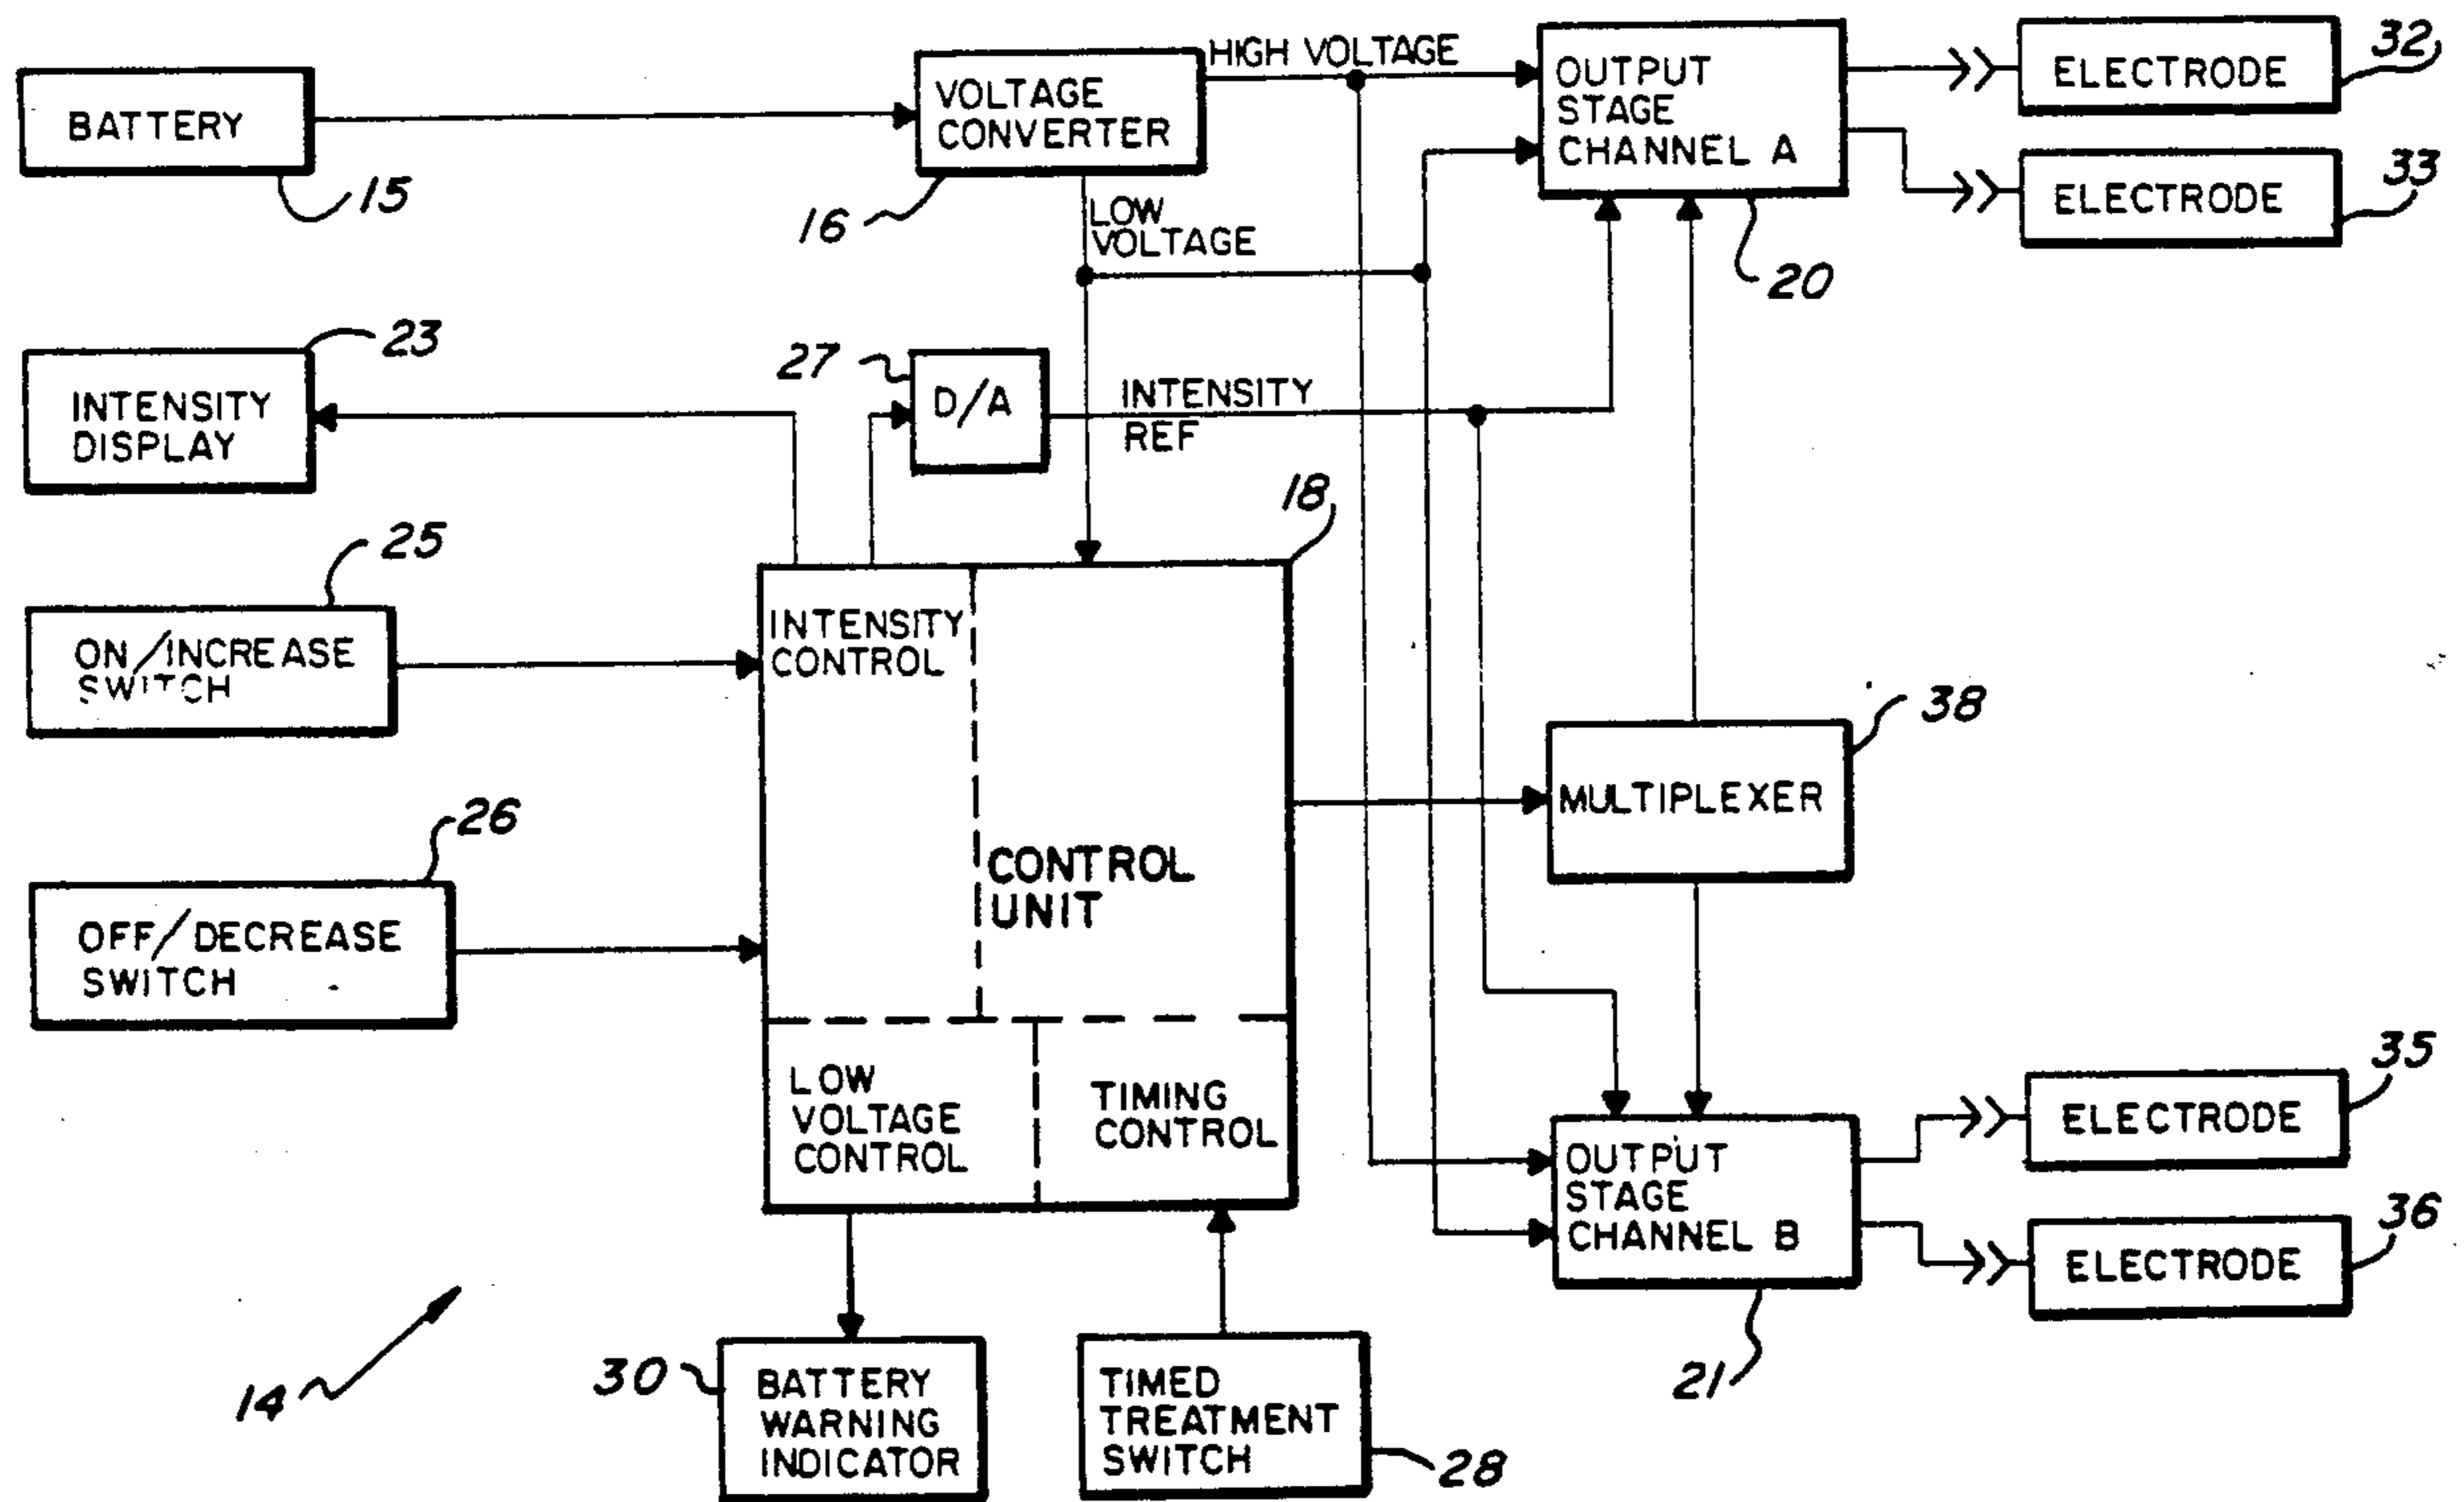 BATTERY
15
VOLTAGE
CONVERTER
16
HIGH VOLTAGE
LOW
VOLTAGE
OUTPUT
STAGE
CHANNEL A
20
ELECTRODE
32
ELECTRODE
33
INTENSITY
DISPLAY
23
27
D/A
INTENSITY
REF
18
25
ON/INCREASE
SWITCH
26
OFF/DECREASE
SWITCH
INTENSITY
CONTROL
CONTROL
UNIT
LOW
VOLTAGE
CONTROL
TIMING
CONTROL
MULTIPLEXER
38
OUTPUT
STAGE
CHANNEL B
21
ELECTRODE
35
ELECTRODE
36
14
30
BATTERY
WARNING
INDICATOR
TIMED
TREATMENT
SWITCH
28